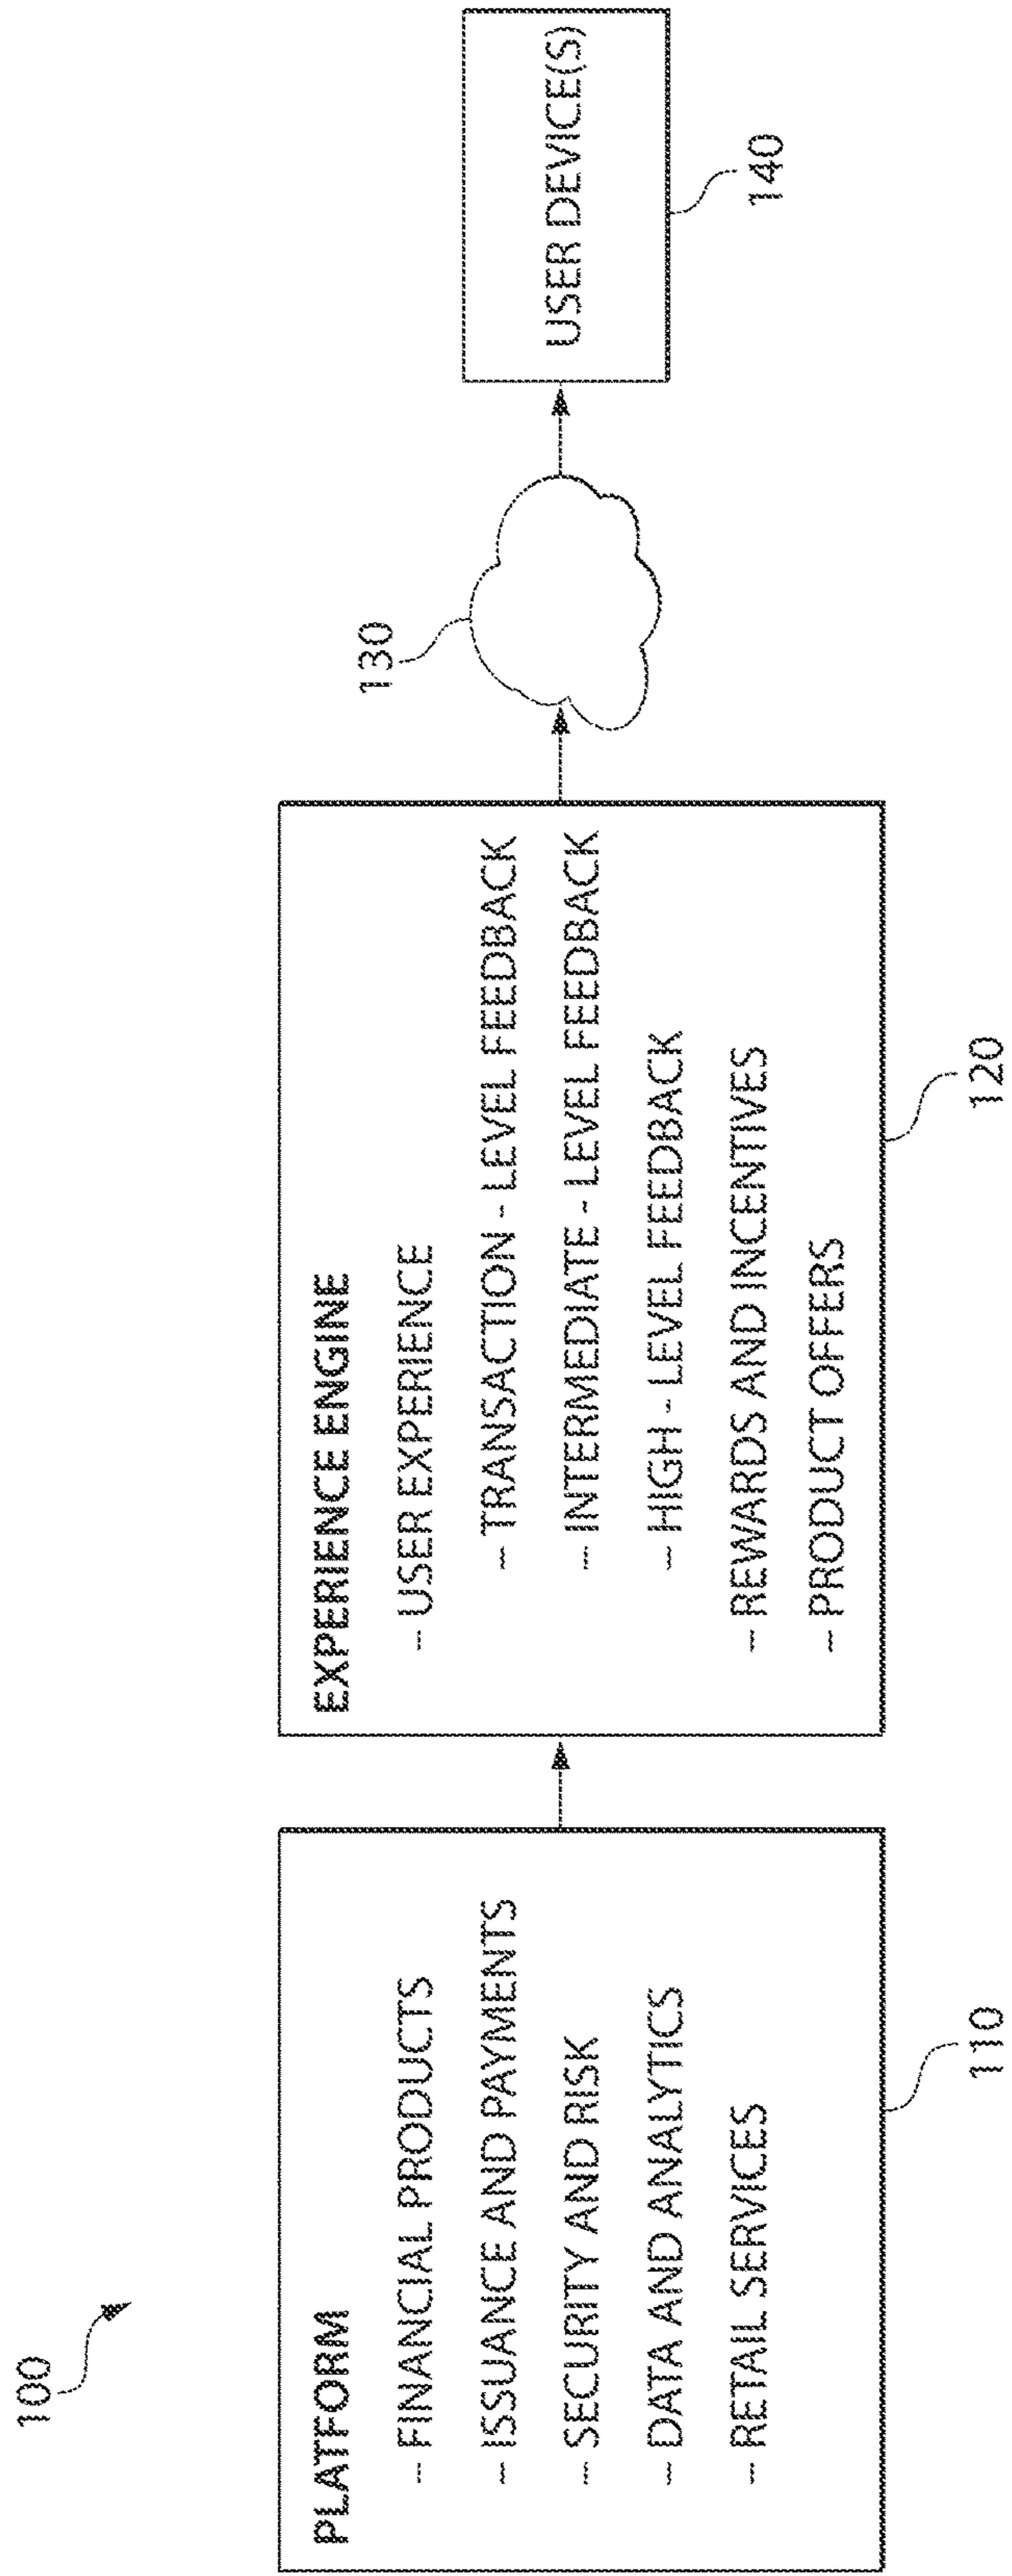 100
PLATFORM
-- FINANCIAL PRODUCTS
-- ISSUANCE AND PAYMENTS
-- SECURITY AND RISK
-- DATA AND ANALYTICS
-- RETAIL SERVICES
110
EXPERIENCE ENGINE
-- USER EXPERIENCE
-- TRANSACTION - LEVEL FEEDBACK
-- INTERMEDIATE - LEVEL FEEDBACK
-- HIGH - LEVEL FEEDBACK
-- REWARDS AND INCENTIVES
-- PRODUCT OFFERS
120
130
USER DEVICE(S)
140